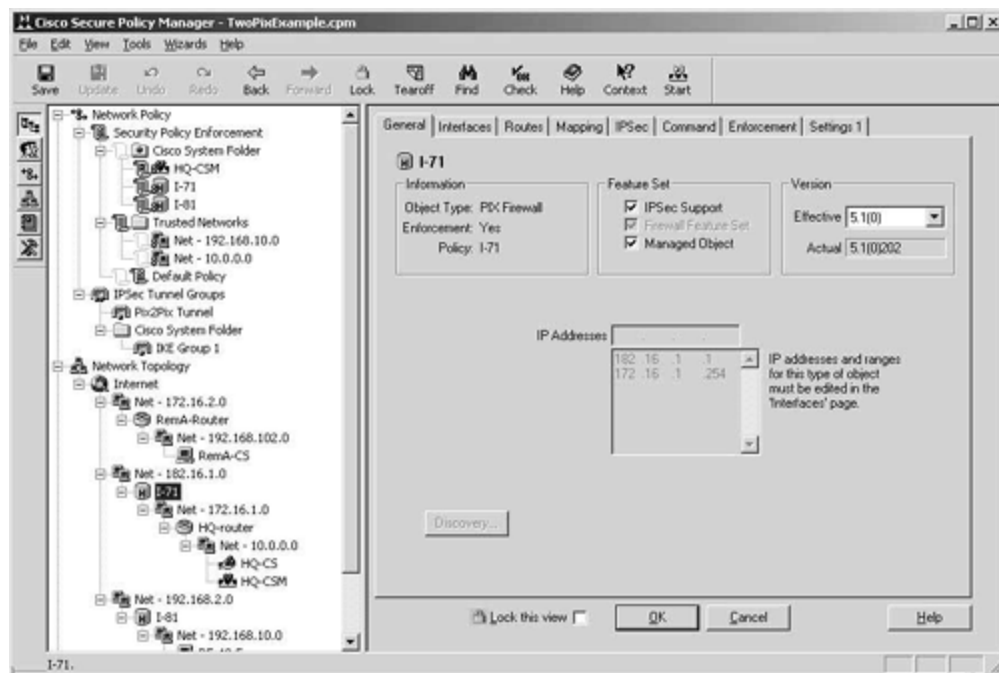 Cisco Secure Policy Manager - TwoPixExample.cpm
File Edit View Tools Wizards Help
Save Update Undo Redo Back Forward Lock Tearoff Find Check Help Context Start
Network Policy
Security Policy Enforcement
Cisco System Folder
HQ-CSM
I-71
I-81
Trusted Networks
Net - 192.168.10.0
Net - 10.0.0.0
Default Policy
IPSec Tunnel Groups
Pix2Pix Tunnel
Cisco System Folder
IKE Group 1
Network Topology
Internet
Net - 172.16.2.0
RemA-Router
Net - 192.168.102.0
RemA-CS
Net - 182.16.1.0
I-71
Net - 172.16.1.0
HQ-router
Net - 10.0.0.0
HQ-CS
HQ-CSM
Net - 192.168.2.0
I-81
Net - 192.168.10.0
General Interfaces Routes Mapping IPSec Command Enforcement Settings 1
I-71
Information
Object Type: PIX Firewall
Enforcement: Yes
Policy: I-71
Feature Set
IPSec Support
Firewall Feature Set
Managed Object
Version
Effective 5.1(0)
Actual 5.1(0)202
IP Addresses . . .
182 .16 .1 .1
172 .16 .1 .254
IP addresses and ranges
for this type of object
must be edited in the
'Interfaces' page.
Discovery...
Lock this view
OK Cancel Help
I-71.